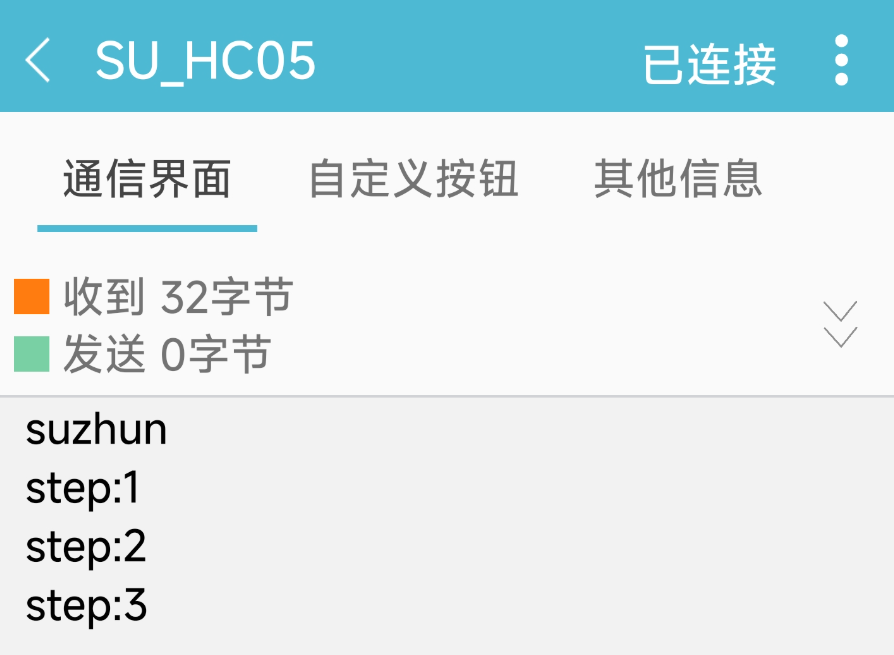 SU_HC05 已连接
通信界面 自定义按钮 其他信息
收到 32字节
发送 0字节
suzhun
step:1
step:2
step:3